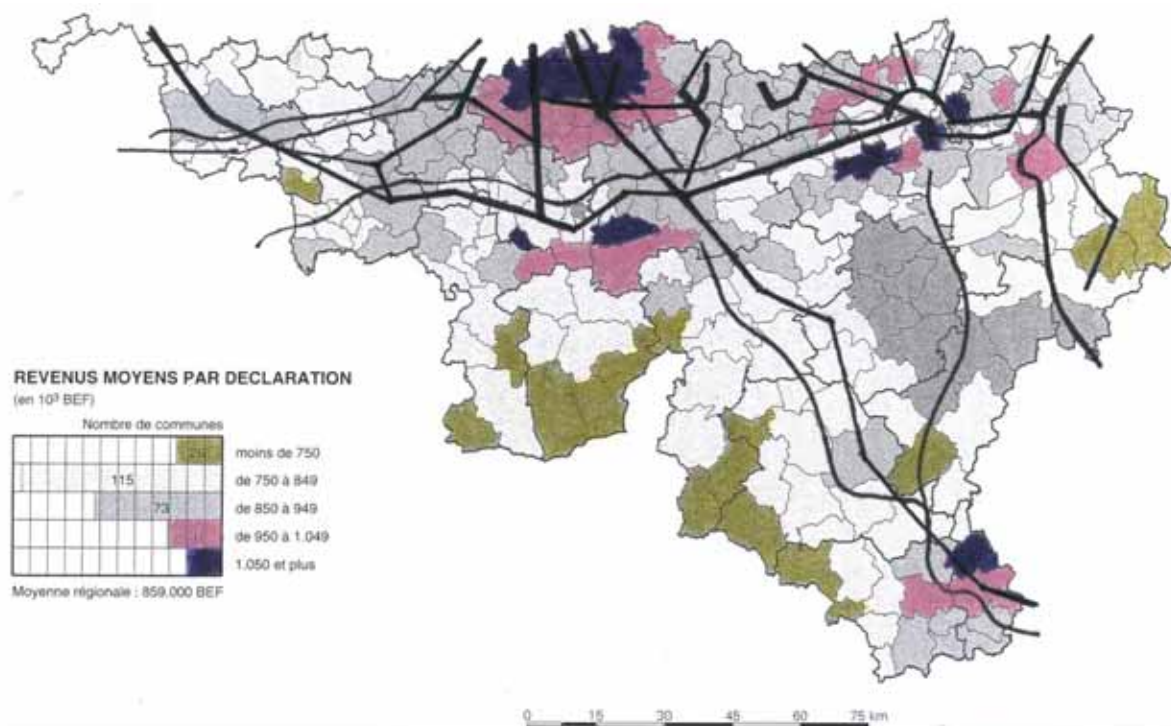 REVENUS MOYENS PAR DECLARATION
(en 10³ BEF)
Nombre de communes
moins de 750
115 de 750 à 849
73 de 850 à 949
de 950 à 1.049
1.050 et plus
Moyenne régionale : 859.000 BEF
0 15 30 45 60 75 km